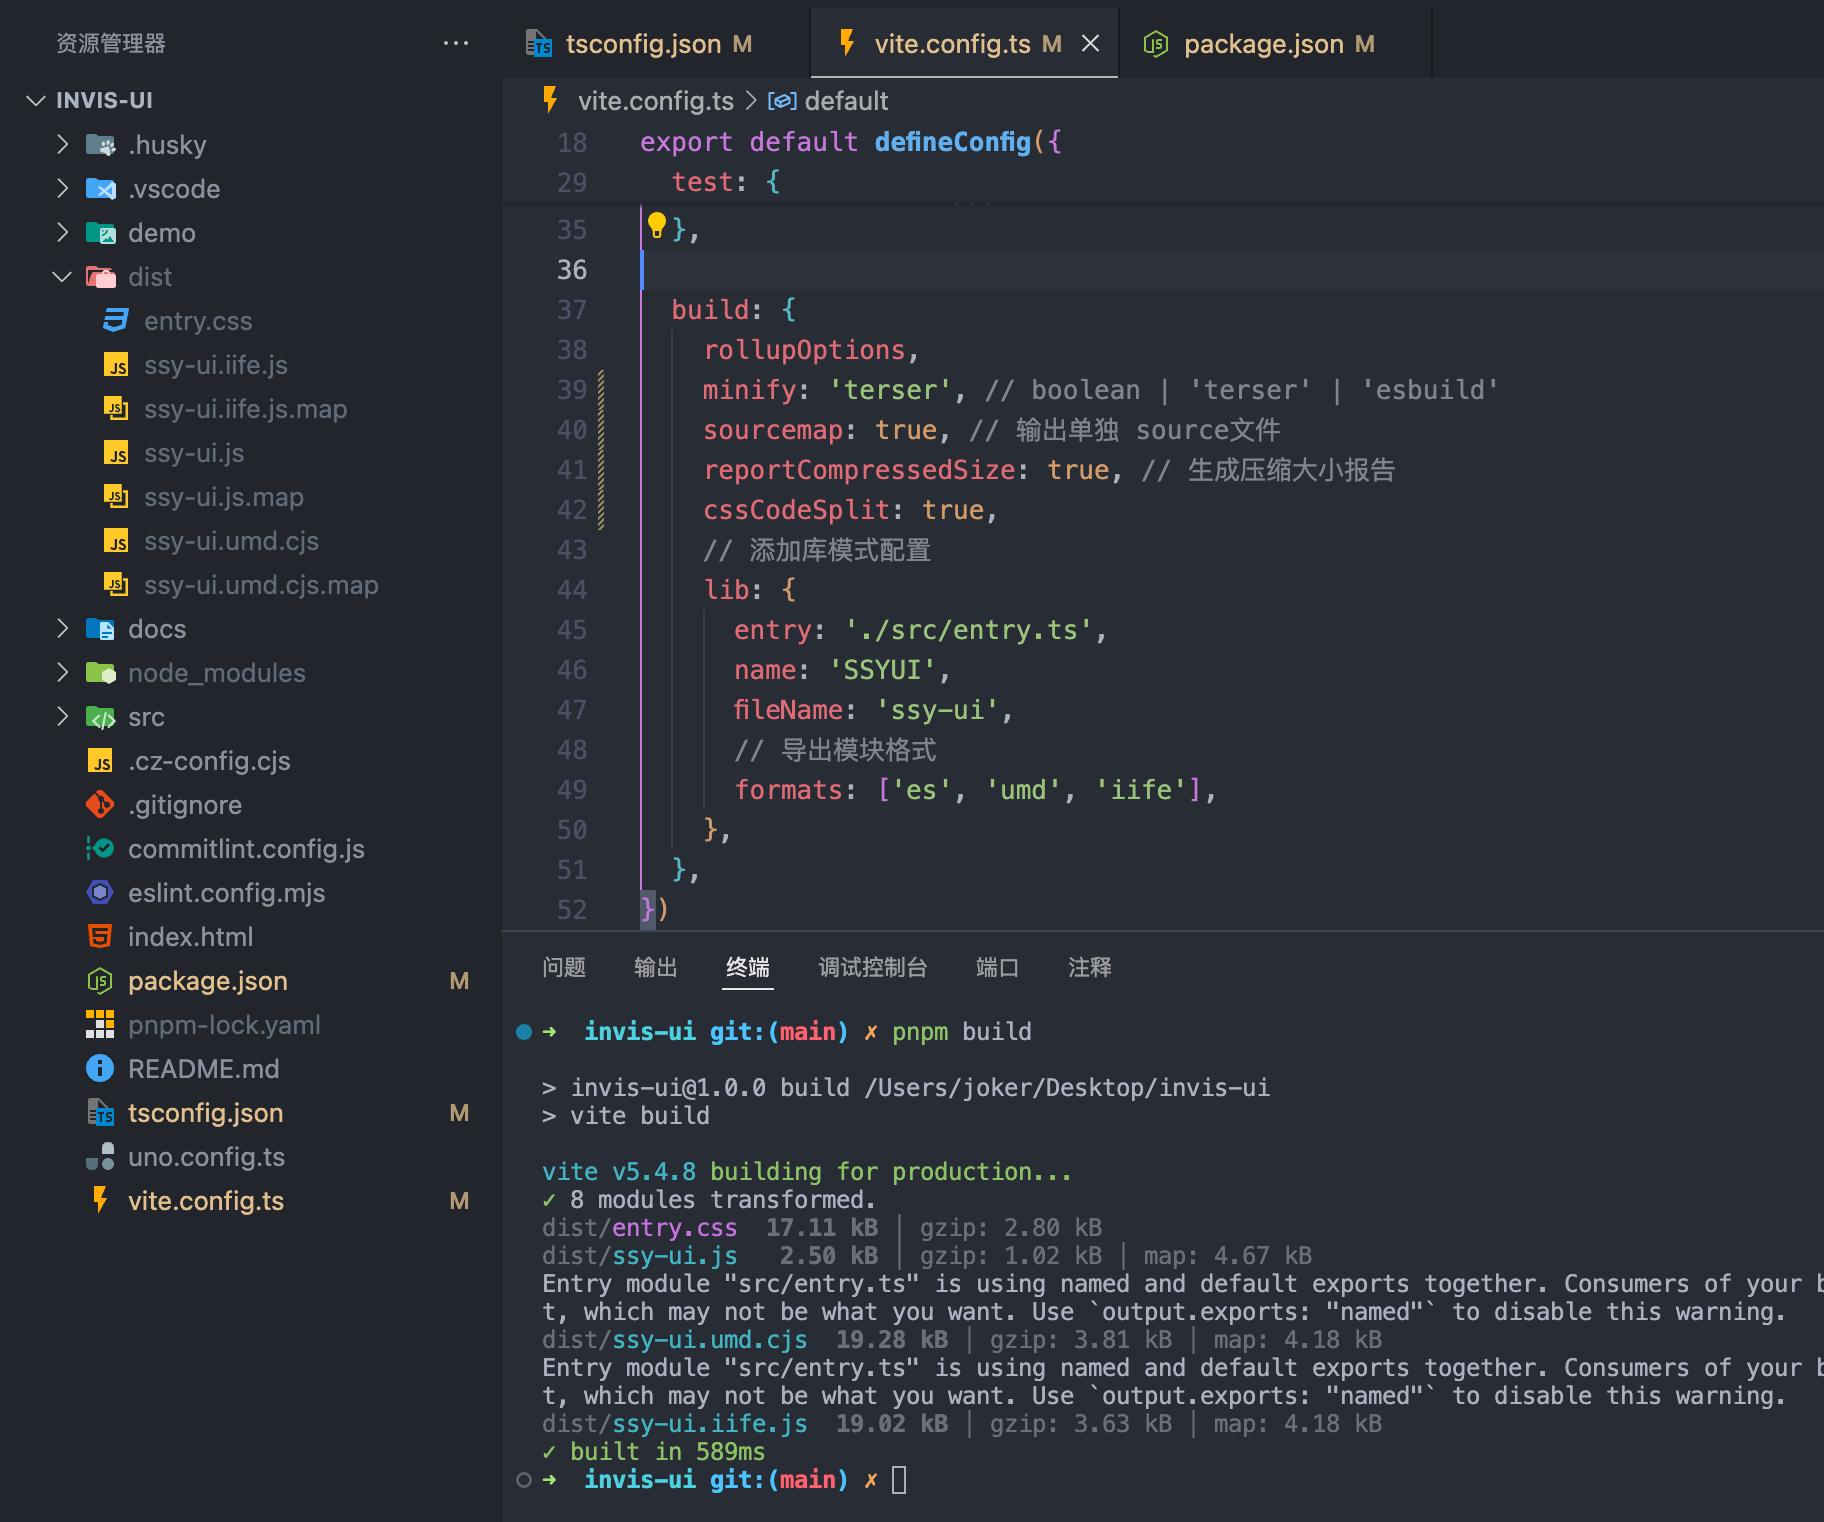 资源管理器
INVIS-UI
.husky
.vscode
demo
dist
entry.css
ssy-ui.iife.js
ssy-ui.iife.js.map
ssy-ui.js
ssy-ui.js.map
ssy-ui.umd.cjs
ssy-ui.umd.cjs.map
docs
node_modules
src
.cz-config.cjs
.gitignore
commitlint.config.js
eslint.config.mjs
index.html
package.json M
pnpm-lock.yaml
README.md
tsconfig.json M
uno.config.ts
vite.config.ts M
tsconfig.json M vite.config.ts M package.json M
vite.config.ts > default
18 export default defineConfig({
29 test: {
35 },
36
37 build: {
38 rollupOptions,
39 minify: 'terser', // boolean | 'terser' | 'esbuild'
40 sourcemap: true, // 输出单独 source文件
41 reportCompressedSize: true, // 生成压缩大小报告
42 cssCodeSplit: true,
43 // 添加库模式配置
44 lib: {
45 entry: './src/entry.ts',
46 name: 'SSYUI',
47 fileName: 'ssy-ui',
48 // 导出模块格式
49 formats: ['es', 'umd', 'iife'],
50 },
51 },
52 })
问题 输出 终端 调试控制台 端口 注释
➜ invis-ui git:(main) ✗ pnpm build
> invis-ui@1.0.0 build /Users/joker/Desktop/invis-ui
> vite build
vite v5.4.8 building for production...
✓ 8 modules transformed.
dist/entry.css 17.11 kB │ gzip: 2.80 kB
dist/ssy-ui.js 2.50 kB │ gzip: 1.02 kB │ map: 4.67 kB
Entry module "src/entry.ts" is using named and default exports together. Consumers of your
t, which may not be what you want. Use `output.exports: "named"` to disable this warning.
dist/ssy-ui.umd.cjs 19.28 kB │ gzip: 3.81 kB │ map: 4.18 kB
Entry module "src/entry.ts" is using named and default exports together. Consumers of your
t, which may not be what you want. Use `output.exports: "named"` to disable this warning.
dist/ssy-ui.iife.js 19.02 kB │ gzip: 3.63 kB │ map: 4.18 kB
✓ built in 589ms
➜ invis-ui git:(main) ✗